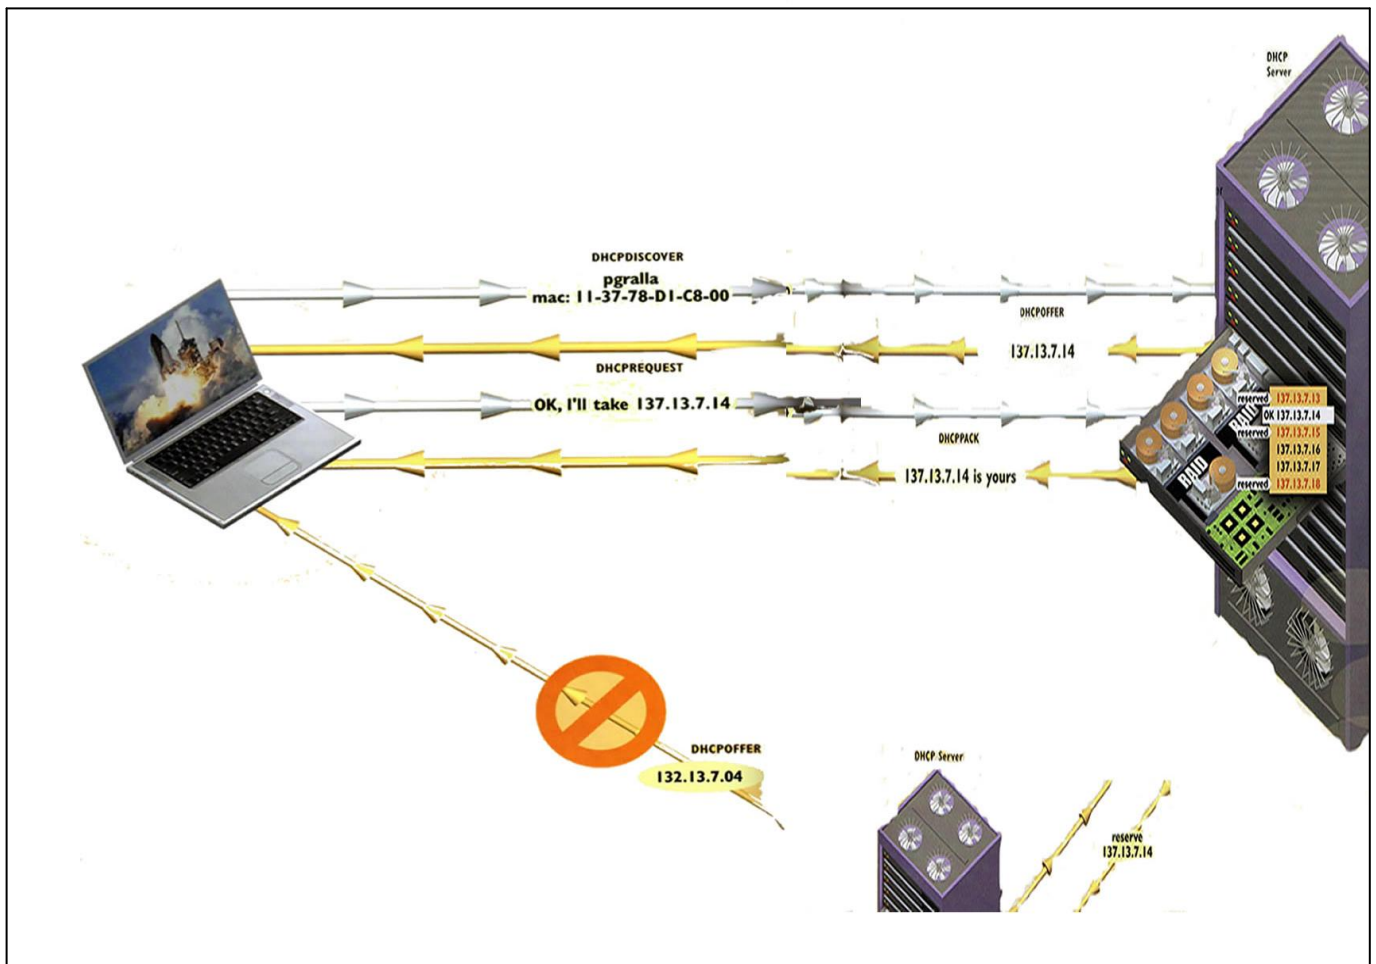 DHCP
Server
DHCPDISCOVER
pgralla
mac: 11-37-78-D1-C8-00
DHCPOFFER
137.13.7.14
DHCPREQUEST
OK, I'll take 137.13.7.14
DHCPPACK
137.13.7.14 is yours
reserved 137.13.7.13
OK 137.13.7.14
reserved 137.13.7.15
137.13.7.16
137.13.7.17
reserved 137.13.7.18
RAID
RAID
DHCPOFFER
132.13.7.04
DHCP Server
reserve
137.13.7.14